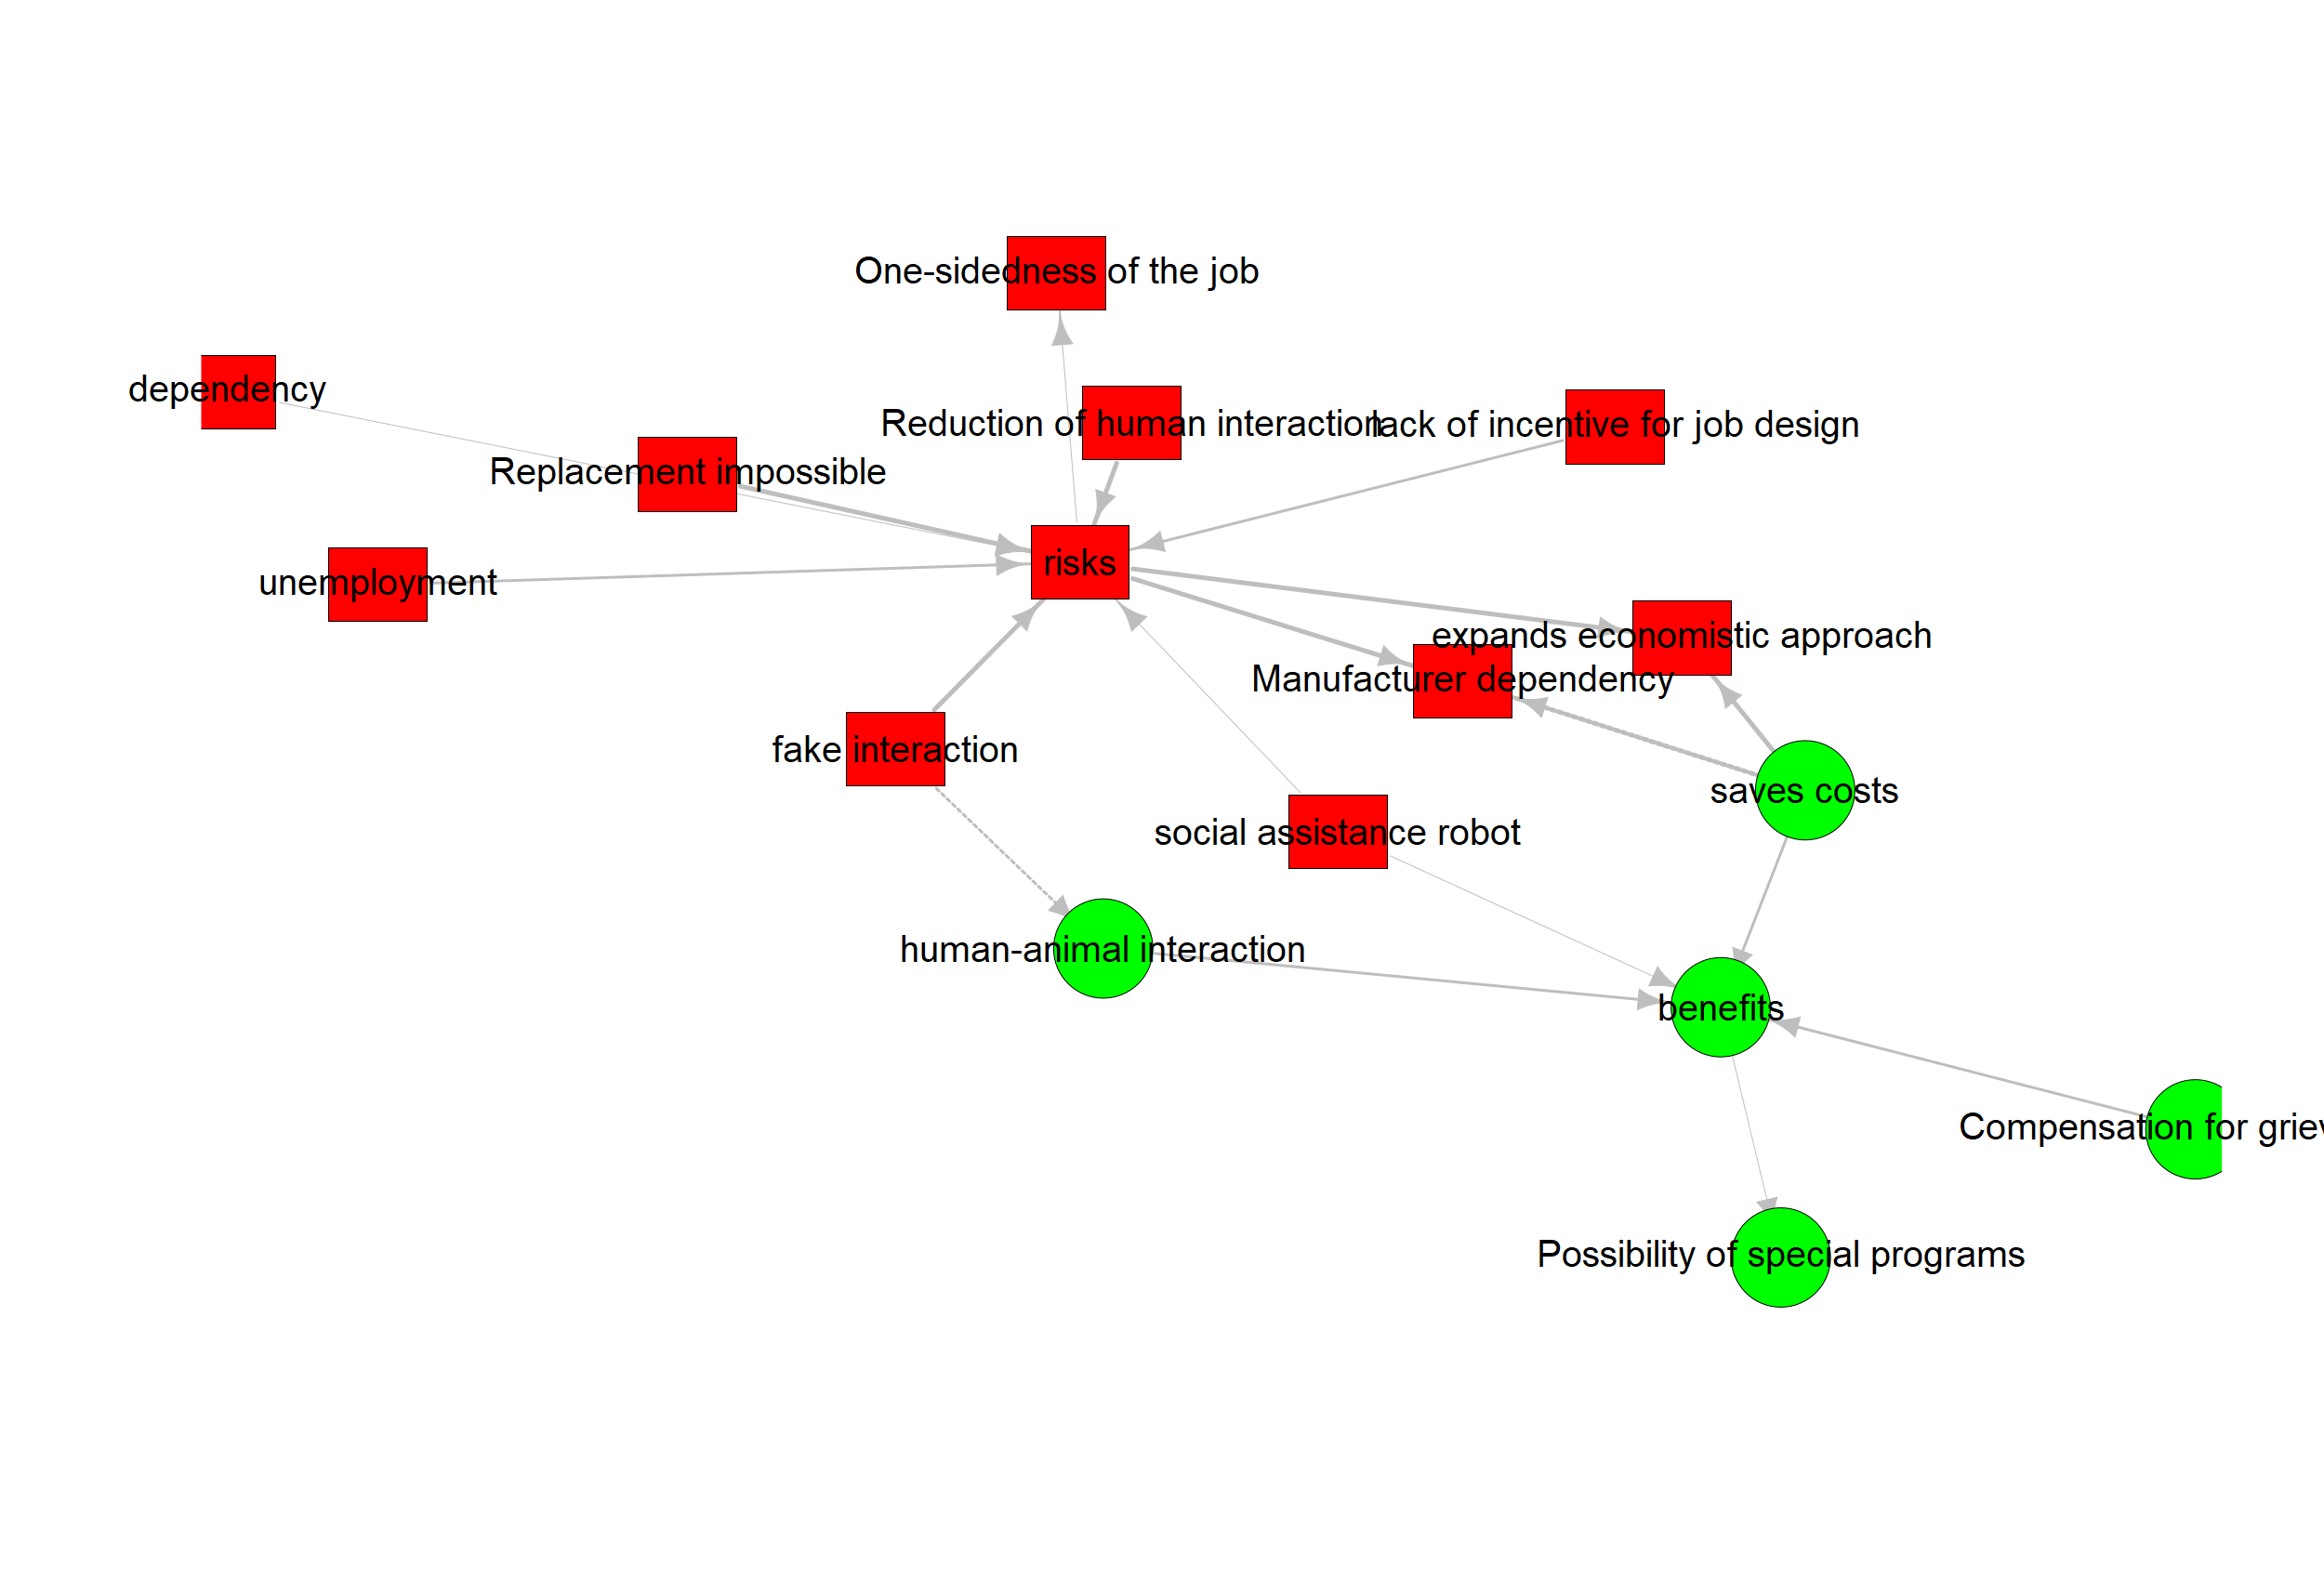 One-sidedness of the job
dependency
Reduction of human interaction
lack of incentive for job design
Replacement impossible
risks
unemployment
expands economistic approach
Manufacturer dependency
fake interaction
saves costs
social assistance robot
human-animal interaction
benefits
Compensation for
Possibility of special programs